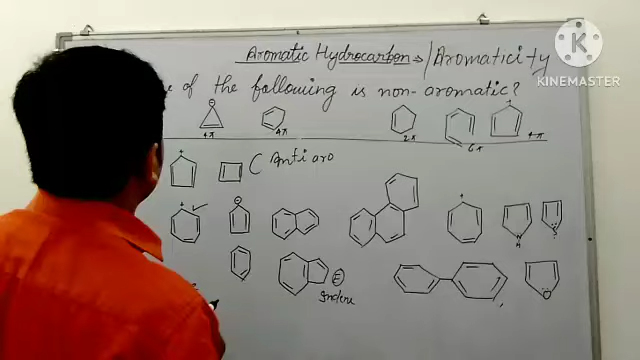 Aromatic Hydrocarbon⇒/Aromaticity
KINEMASTER
of the following is non-aromatic?
⊖ +
4π 4π 2π 6π 4π
+ (Anti aro
+ ⊖ + N H
⊖ O
Indene